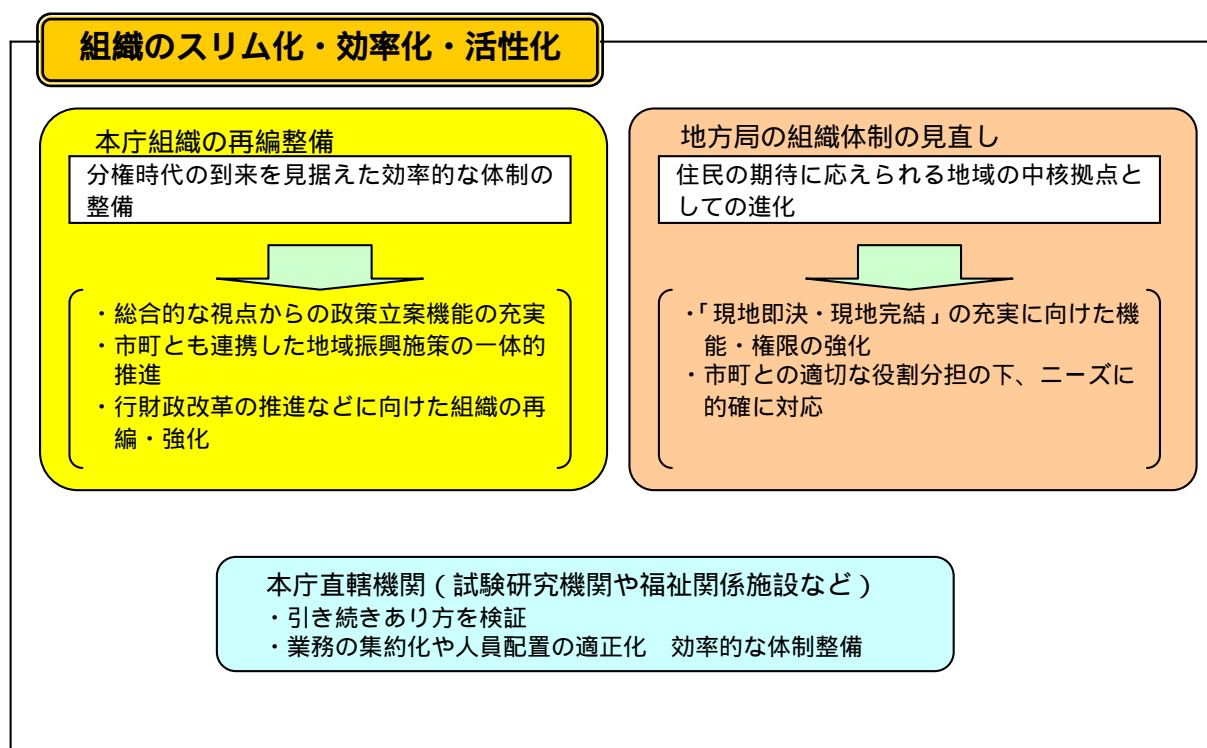 組織のスリム化・効率化・活性化
本庁組織の再編整備
分権時代の到来を見据えた効率的な体制の
整備
・総合的な視点からの政策立案機能の充実
・市町とも連携した地域振興施策の一体的
推進
・行財政改革の推進などに向けた組織の再
編・強化
地方局の組織体制の見直し
住民の期待に応えられる地域の中核拠点と
しての進化
・「現地即決・現地完結」の充実に向けた機
能・権限の強化
・市町との適切な役割分担の下、ニーズに
的確に対応
本庁直轄機関（試験研究機関や福祉関係施設など）
・引き続きあり方を検証
・業務の集約化や人員配置の適正化　効率的な体制整備